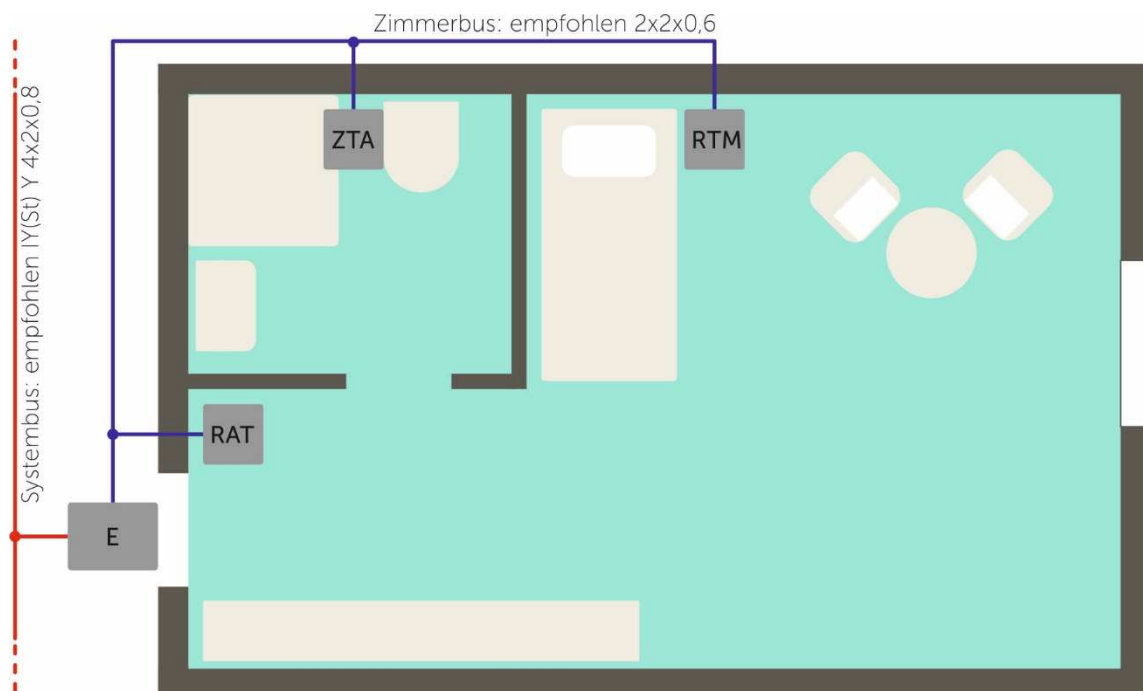 Zimmerbus: empfohlen 2x2x0,6
Systembus: empfohlen IY(St) Y 4x2x0,8
ZTA
RTM
RAT
E